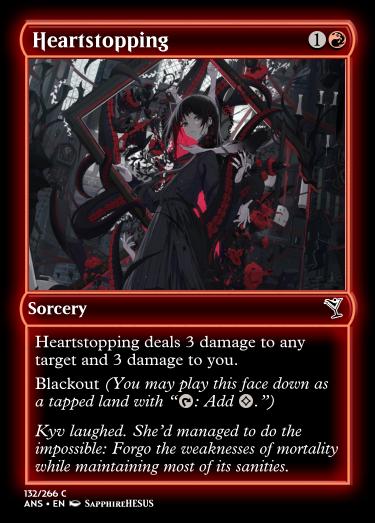 Heartstopping 1
Sorcery
Heartstopping deals 3 damage to any
target and 3 damage to you.
Blackout (You may play this face down as
a tapped land with “: Add .”)
Kyv laughed. She’d managed to do the
impossible: Forgo the weaknesses of mortality
while maintaining most of its sanities.
132/266 C
ANS • EN SapphireHESUS